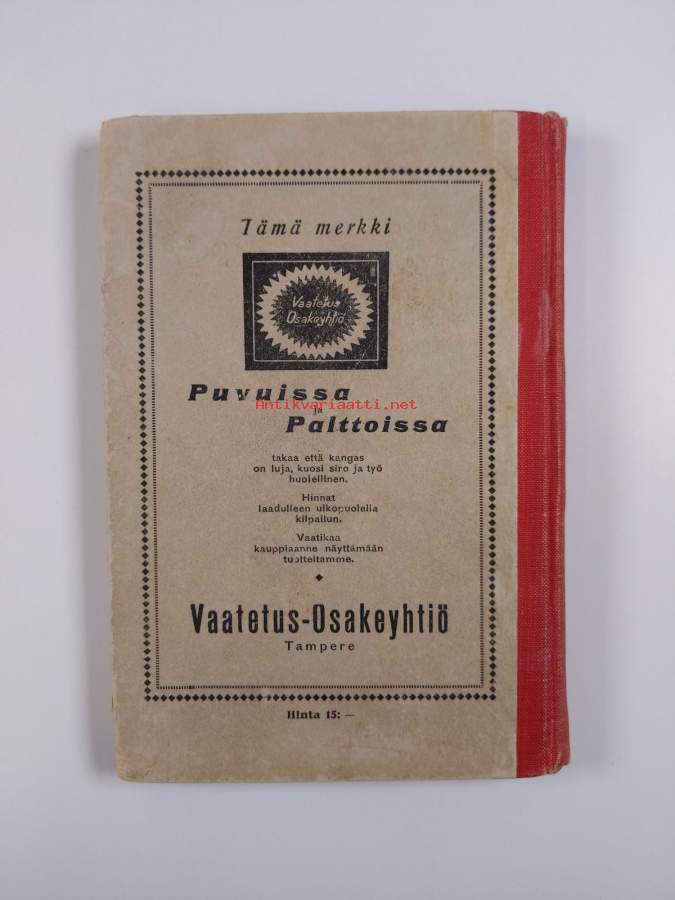 Tämä merkki
Vaatetus
Osakeyhtiö
Puvuissa
Antikvariaatti.net
ja
Palttoissa
takaa että kangas
on luja, kuosi siro ja työ
huolellinen.
Hinnat
laadulleen ulkopuolella
kilpailun.
Vaatikaa
kauppiaanne näyttämään
tuotteitamme.
Vaatetus-Osakeyhtiö
Tampere
Hinta 15: —